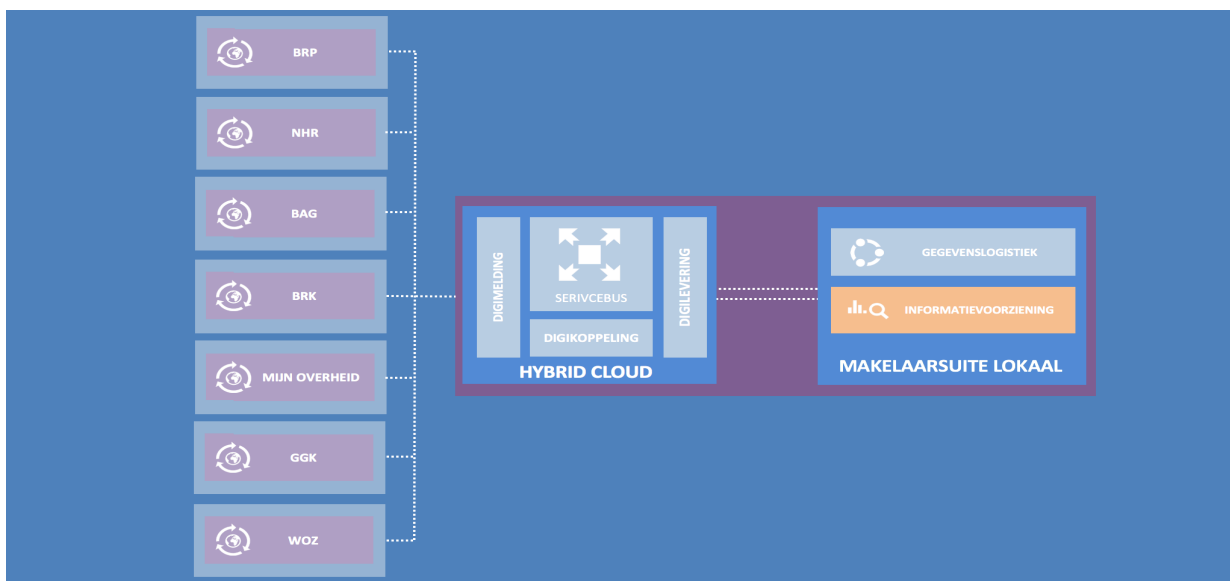 BRP
NHR
BAG
BRK
MIJN OVERHEID
GGK
WOZ
DIGIMELDING
SERIVCEBUS
DIGIKOPPELING
DIGILEVERING
HYBRID CLOUD
GEGEVENSLOGISTIEK
INFORMATIEVOORZIENING
MAKELAARSUITE LOKAAL